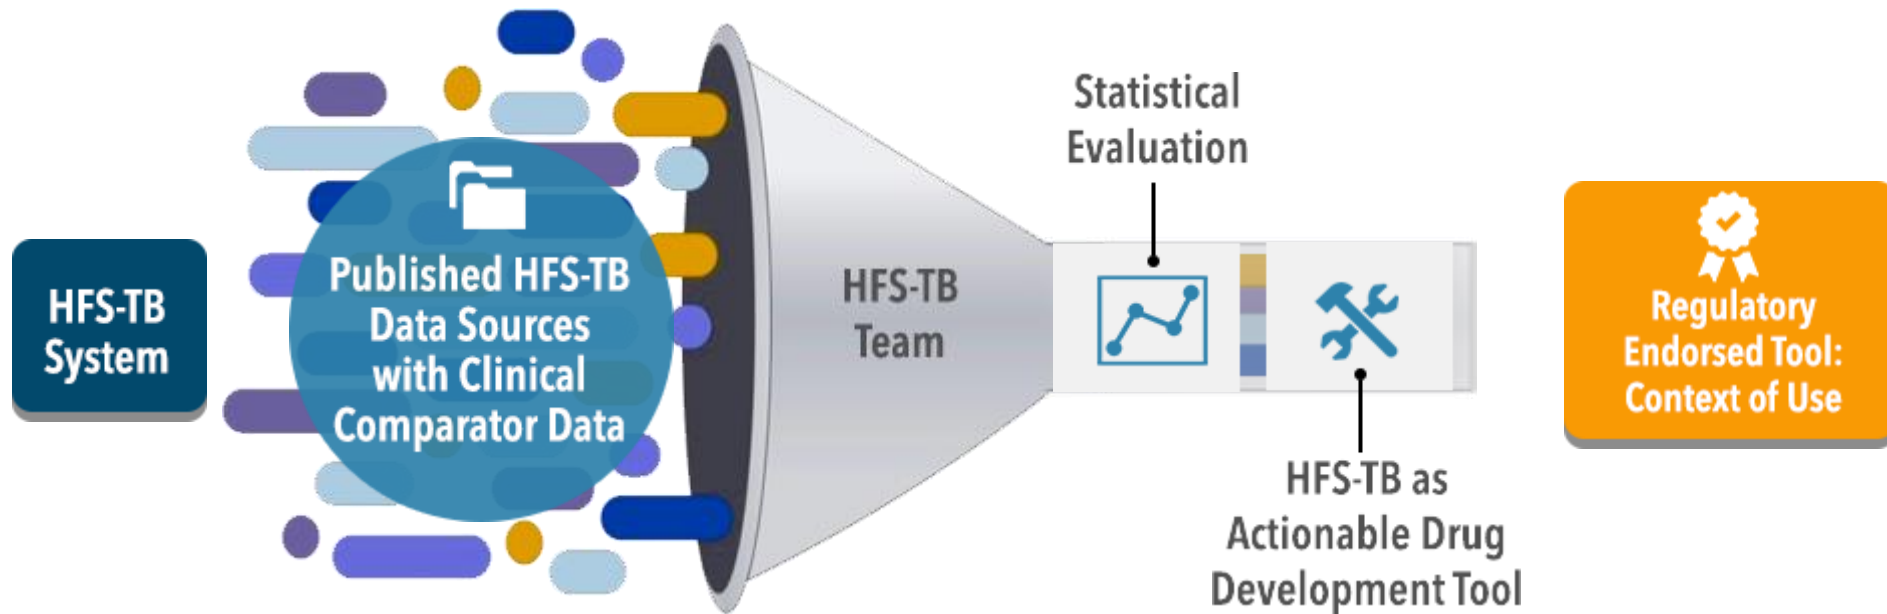 HFS-TB
System
Published HFS-TB
Data Sources
with Clinical
Comparator Data
HFS-TB
Team
Statistical
Evaluation
HFS-TB as
Actionable Drug
Development Tool
Regulatory
Endorsed Tool:
Context of Use